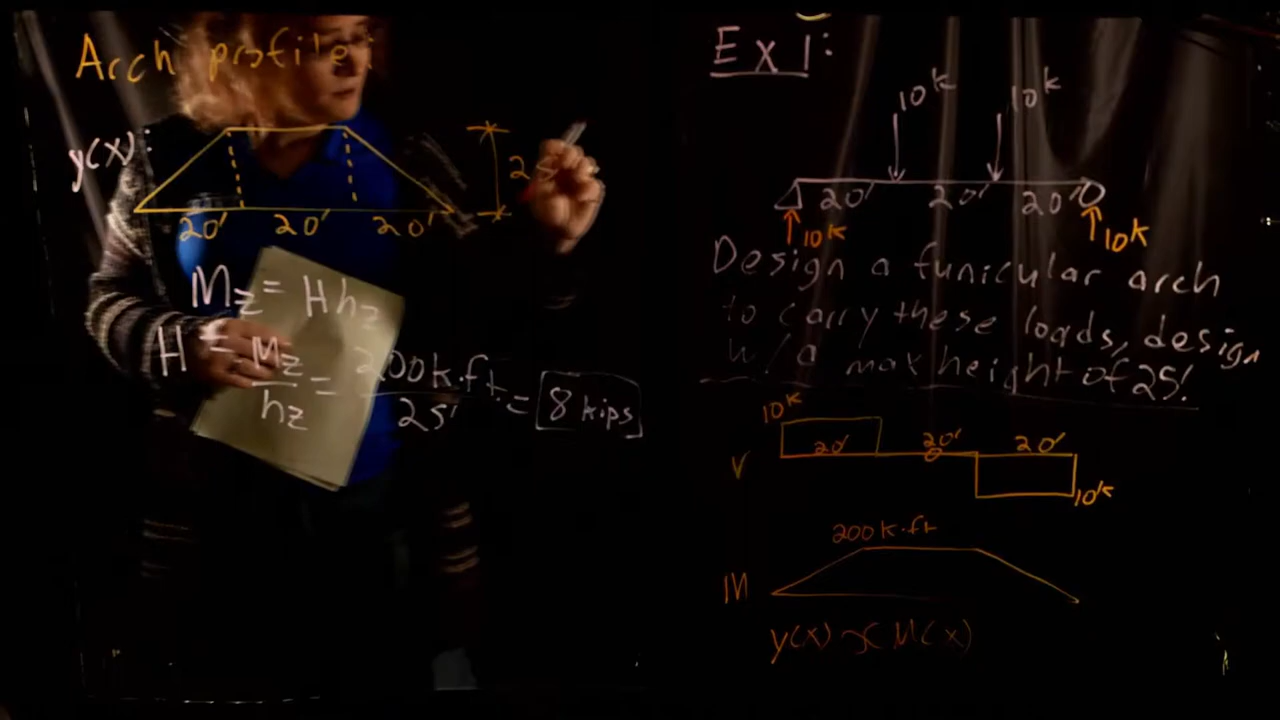 Arch profile:
y(x):
25'
20' 20' 20'
Mz = Hhz
H = Mz/hz = 200k·ft/25' = 8 kips
Ex 1:
10k 10k
20' 20' 20'
10k 10k
Design a funicular arch
to carry these loads, design
w/ a max height of 25'.
10k
V 20' 20' 20'
10k
200k·ft
M
y(x) ∝ M(x)